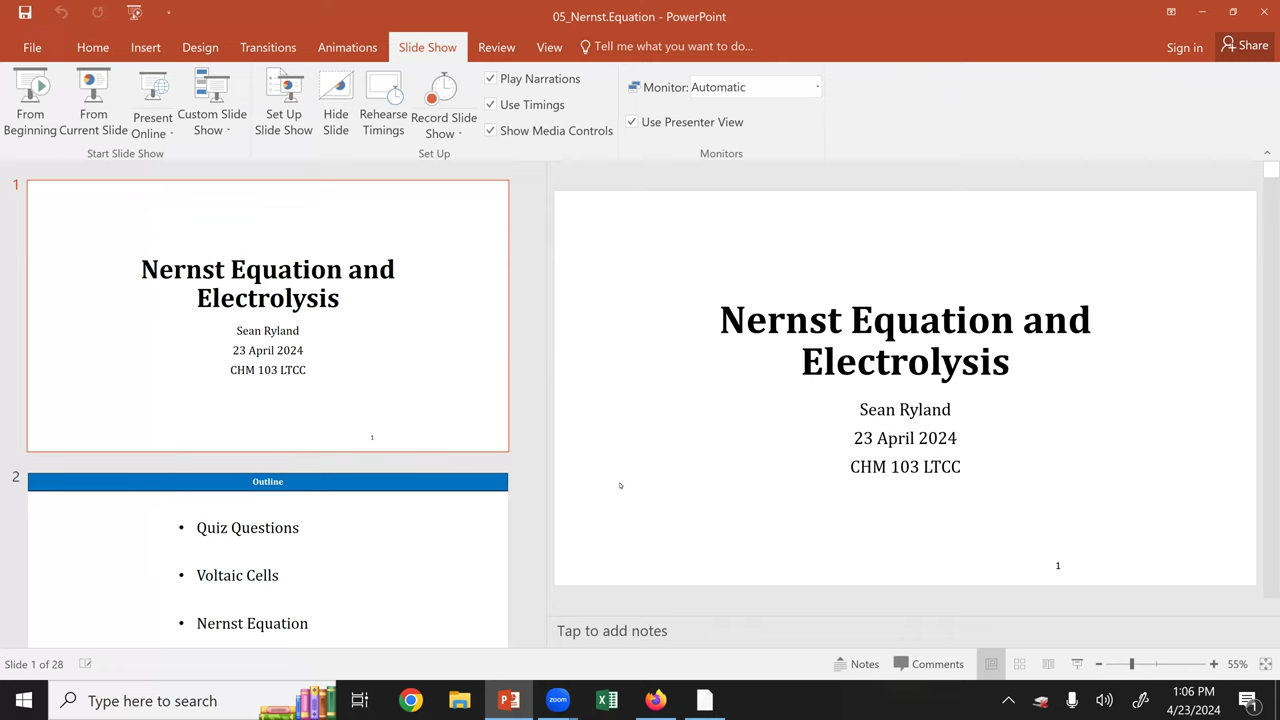 05_Nernst.Equation - PowerPoint
File Home Insert Design Transitions Animations Slide Show Review View Tell me what you want to do... Sign in Share
From Beginning
From Current Slide
Present Online
Custom Slide Show
Start Slide Show
Set Up Slide Show
Hide Slide
Rehearse Timings
Record Slide Show
Play Narrations
Use Timings
Show Media Controls
Set Up
Monitor: Automatic
Use Presenter View
Monitors
1
Nernst Equation and
Electrolysis
Sean Ryland
23 April 2024
CHM 103 LTCC
1
2
Outline
• Quiz Questions
• Voltaic Cells
• Nernst Equation
Nernst Equation and
Electrolysis
Sean Ryland
23 April 2024
CHM 103 LTCC
1
Tap to add notes
Slide 1 of 28 Notes Comments 55%
Type here to search
zoom
1:06 PM
4/23/2024
1